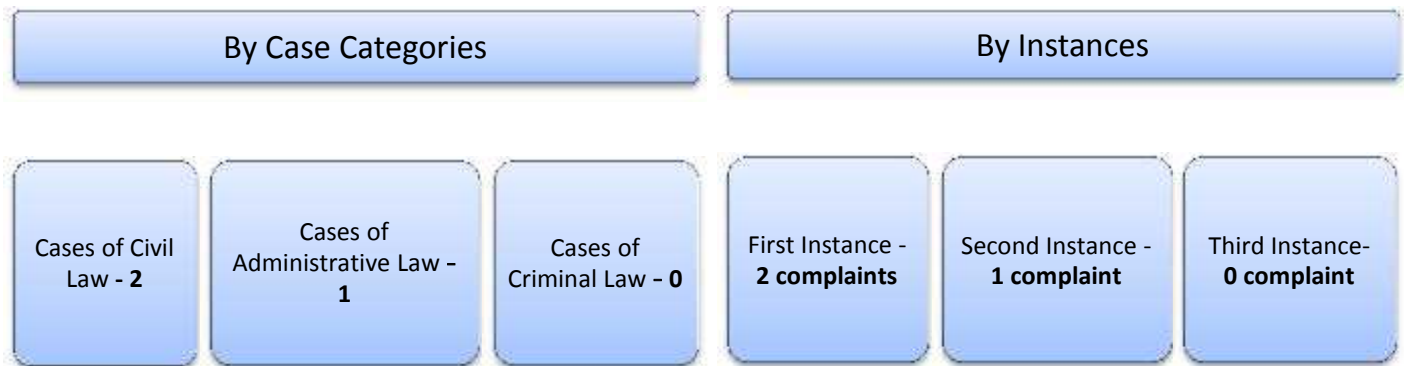 By Case Categories
By Instances
Cases of Civil
Law - 2
Cases of
Administrative Law –
1
Cases of
Criminal Law – 0
First Instance -
2 complaints
Second Instance -
1 complaint
Third Instance-
0 complaint